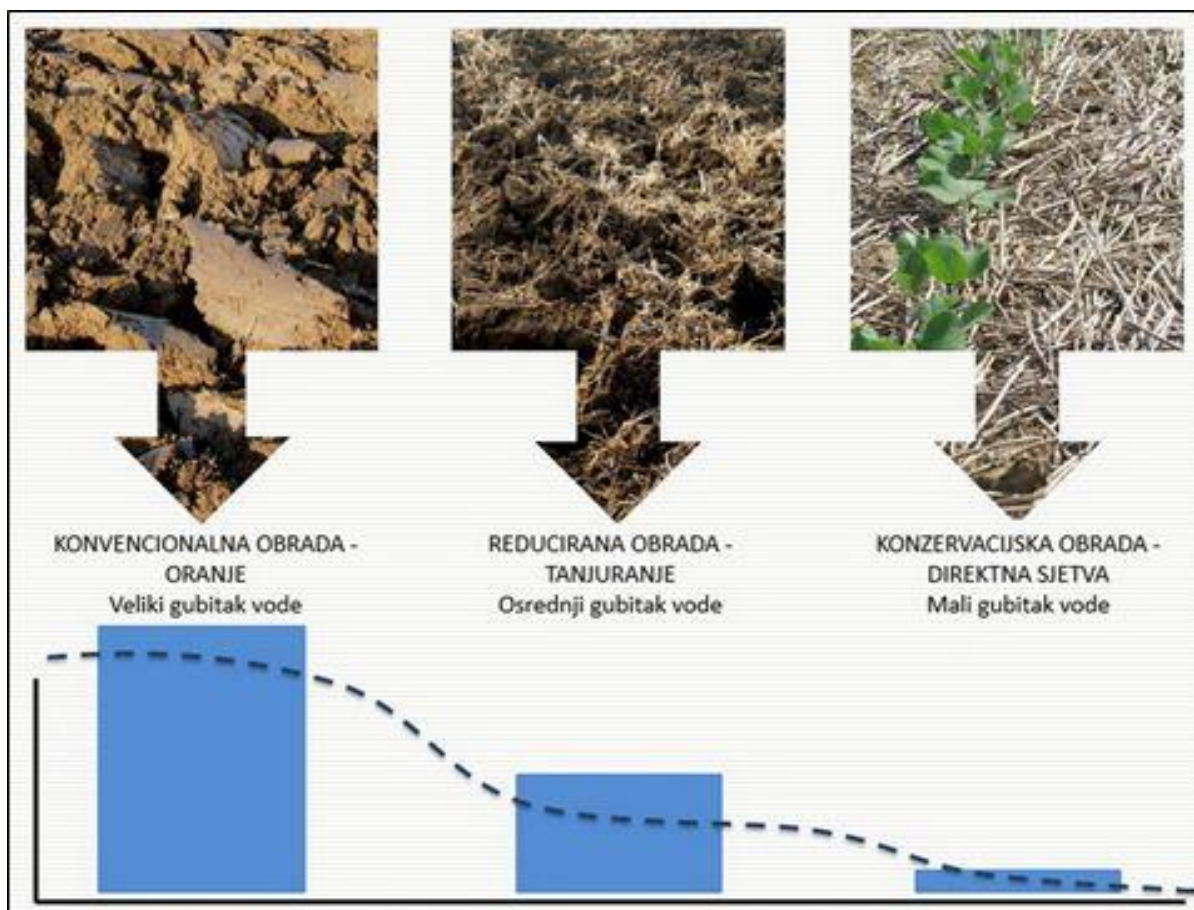 KONVENCIONALNA OBRADA -
ORANJE
Veliki gubitak vode
REDUCIRANA OBRADA -
TANJURANJE
Osrednji gubitak vode
KONZERVACIJSKA OBRADA -
DIREKTNA SJETVA
Mali gubitak vode